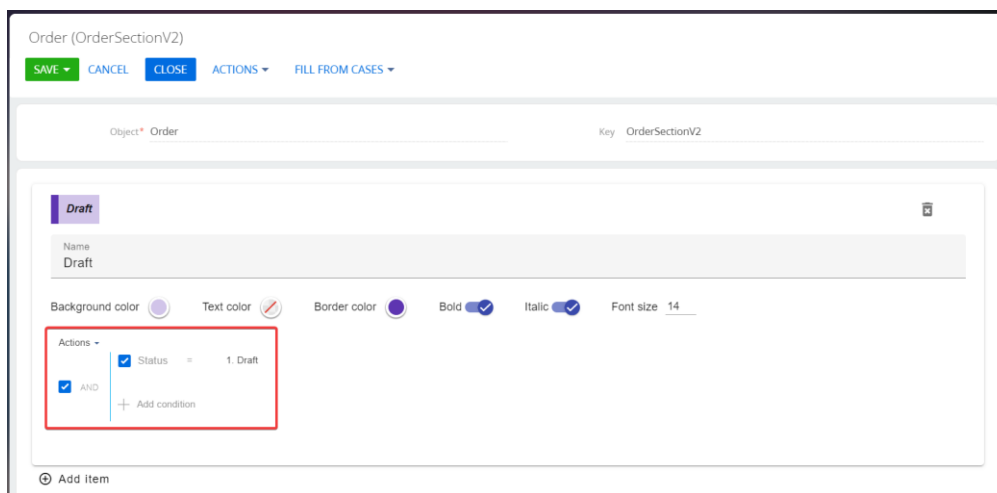 Order (OrderSectionV2)
SAVE CANCEL CLOSE ACTIONS FILL FROM CASES
Object* Order Key OrderSectionV2
Draft
Name
Draft
Background color Text color Border color Bold Italic Font size 14
Actions
Status = 1. Draft
AND
Add condition
Add item